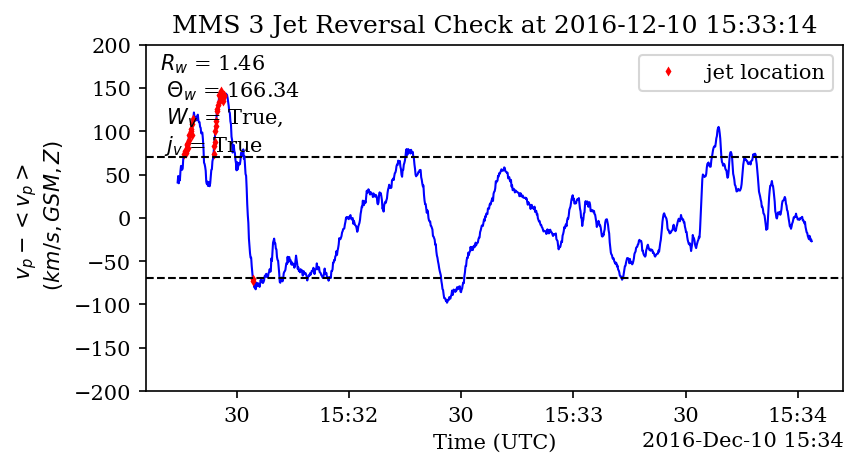 MMS 3 Jet Reversal Check at 2016-12-10 15:33:14
R_w = 1.46
Θ_w = 166.34
W_v = True,
j_v = True
jet location
200
150
100
50
0
−50
−100
−150
−200
v_p − < v_p >
(km/s, GSM, Z)
30 15:32 30 15:33 30 15:34
Time (UTC)
2016-Dec-10 15:34